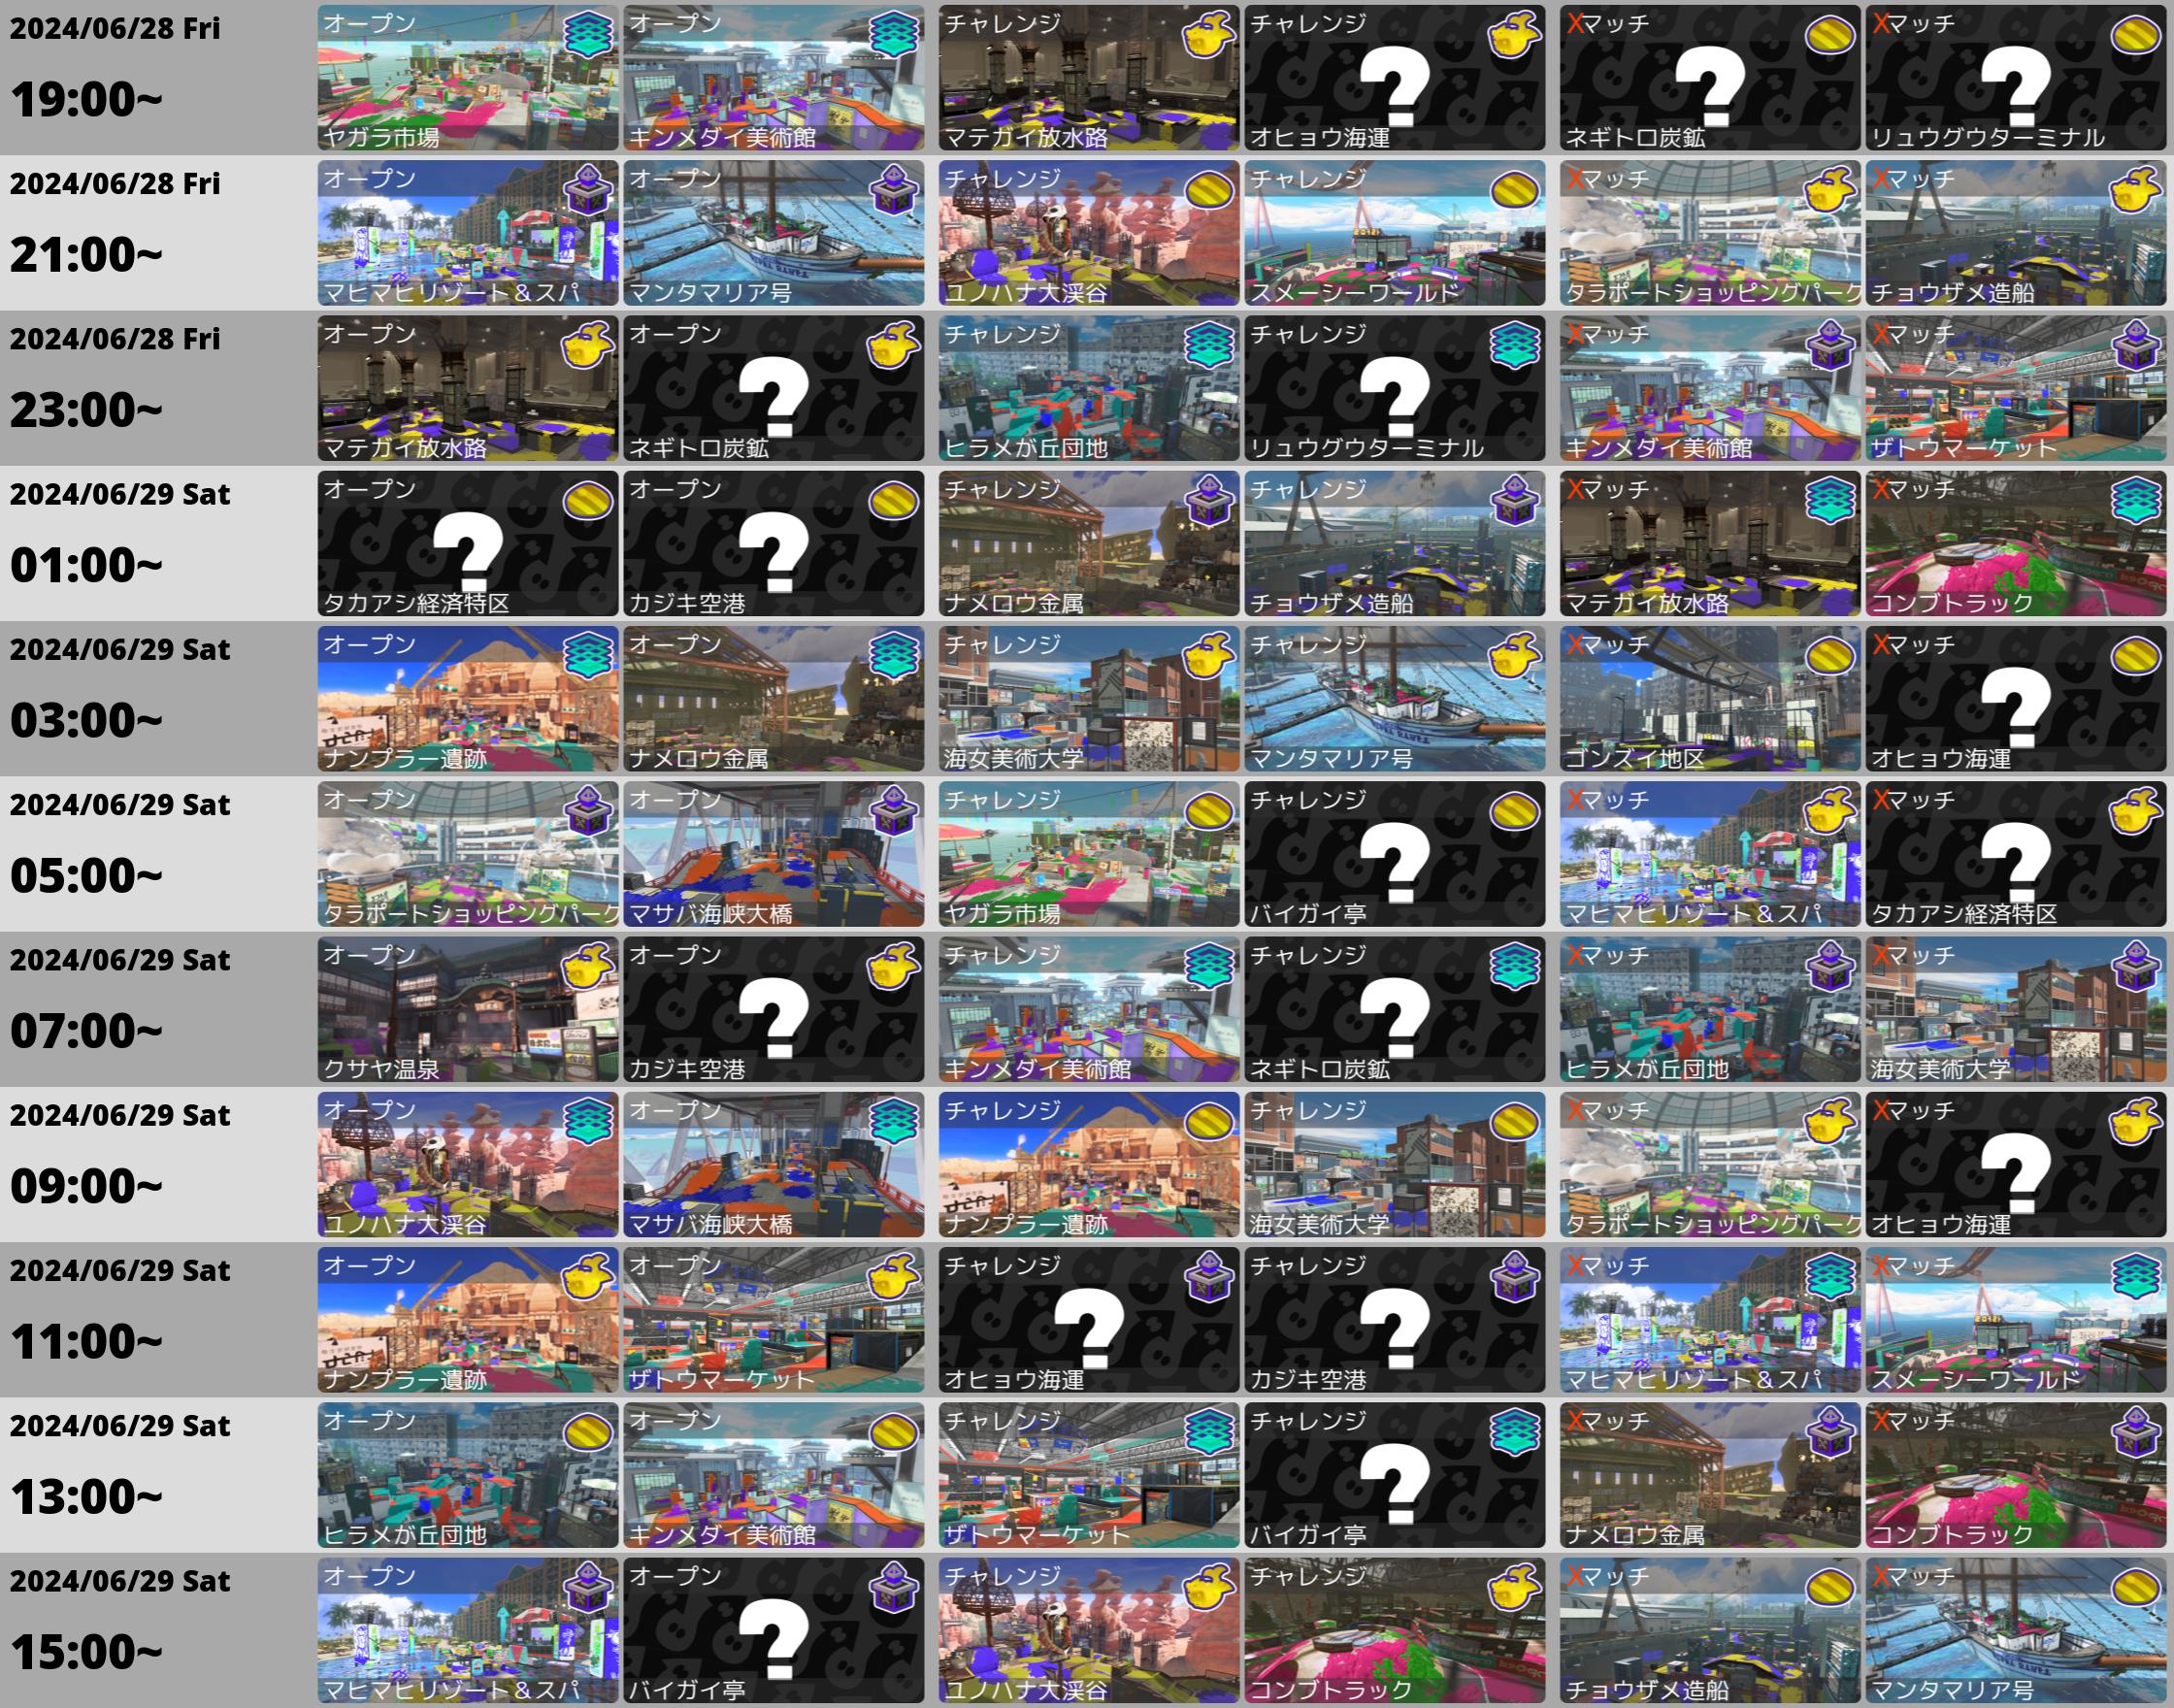 2024/06/28 Fri
19:00~
オープン
ヤガラ市場
オープン
キンメダイ美術館
チャレンジ
マテガイ放水路
チャレンジ
?
オヒョウ海運
Xマッチ
?
ネギトロ炭鉱
Xマッチ
?
リュウグウターミナル
2024/06/28 Fri
21:00~
オープン
マヒマヒリゾート&スパ
オープン
マンタマリア号
チャレンジ
ユノハナ大渓谷
チャレンジ
スメーシーワールド
Xマッチ
タラポートショッピングパーク
Xマッチ
チョウザメ造船
2024/06/28 Fri
23:00~
オープン
マテガイ放水路
オープン
?
ネギトロ炭鉱
チャレンジ
ヒラメが丘団地
チャレンジ
?
リュウグウターミナル
Xマッチ
キンメダイ美術館
Xマッチ
ザトウマーケット
2024/06/29 Sat
01:00~
オープン
?
タカアシ経済特区
オープン
?
カジキ空港
チャレンジ
ナメロウ金属
チャレンジ
チョウザメ造船
Xマッチ
マテガイ放水路
Xマッチ
コンブトラック
2024/06/29 Sat
03:00~
オープン
ナンプラー遺跡
オープン
ナメロウ金属
チャレンジ
海女美術大学
チャレンジ
マンタマリア号
Xマッチ
ゴンズイ地区
Xマッチ
?
オヒョウ海運
2024/06/29 Sat
05:00~
オープン
タラポートショッピングパーク
オープン
マサバ海峡大橋
チャレンジ
ヤガラ市場
チャレンジ
?
バイガイ亭
Xマッチ
マヒマヒリゾート&スパ
Xマッチ
?
タカアシ経済特区
2024/06/29 Sat
07:00~
オープン
クサヤ温泉
オープン
?
カジキ空港
チャレンジ
キンメダイ美術館
チャレンジ
?
ネギトロ炭鉱
Xマッチ
ヒラメが丘団地
Xマッチ
海女美術大学
2024/06/29 Sat
09:00~
オープン
ユノハナ大渓谷
オープン
マサバ海峡大橋
チャレンジ
ナンプラー遺跡
チャレンジ
海女美術大学
Xマッチ
タラポートショッピングパーク
Xマッチ
?
オヒョウ海運
2024/06/29 Sat
11:00~
オープン
ナンプラー遺跡
オープン
ザトウマーケット
チャレンジ
?
オヒョウ海運
チャレンジ
?
カジキ空港
Xマッチ
マヒマヒリゾート&スパ
Xマッチ
スメーシーワールド
2024/06/29 Sat
13:00~
オープン
ヒラメが丘団地
オープン
キンメダイ美術館
チャレンジ
ザトウマーケット
チャレンジ
?
バイガイ亭
Xマッチ
ナメロウ金属
Xマッチ
コンブトラック
2024/06/29 Sat
15:00~
オープン
マヒマヒリゾート&スパ
オープン
?
バイガイ亭
チャレンジ
ユノハナ大渓谷
チャレンジ
コンブトラック
Xマッチ
チョウザメ造船
Xマッチ
マンタマリア号